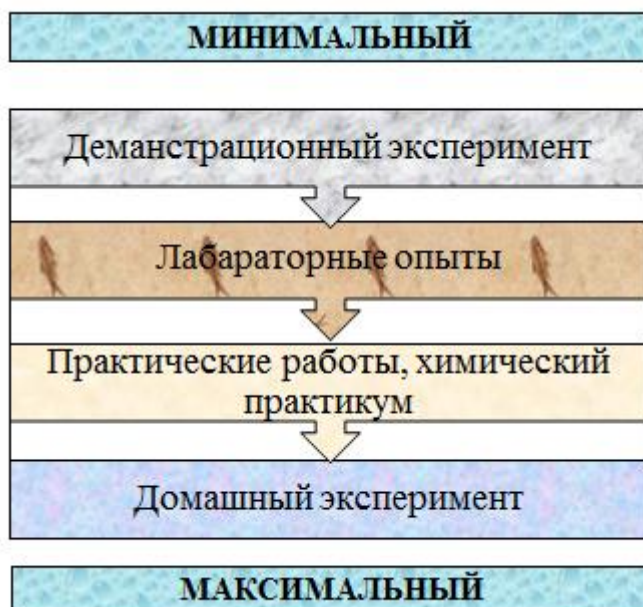 МИНИМАЛЬНЫЙ
Деманстрационный эксперимент
Лабараторные опыты
Практические работы, химический
практикум
Домашный эксперимент
МАКСИМАЛЬНЫЙ